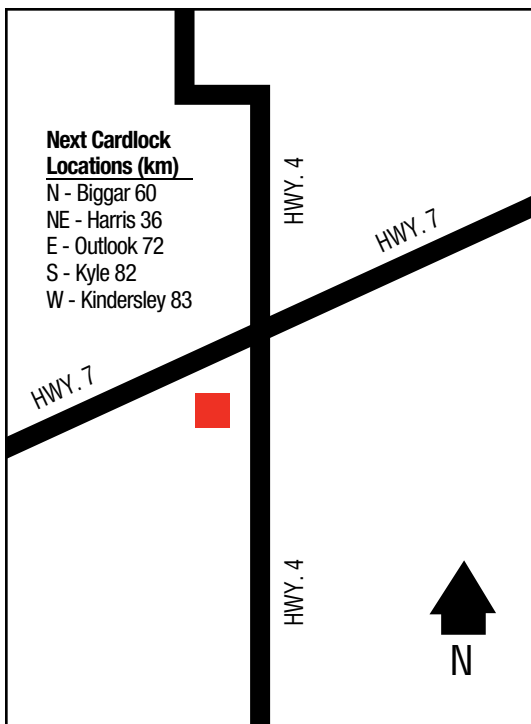 Next Cardlock
Locations (km)
N - Biggar 60
NE - Harris 36
E - Outlook 72
S - Kyle 82
W - Kindersley 83
HWY. 4
HWY. 7
HWY. 7
HWY. 4
N